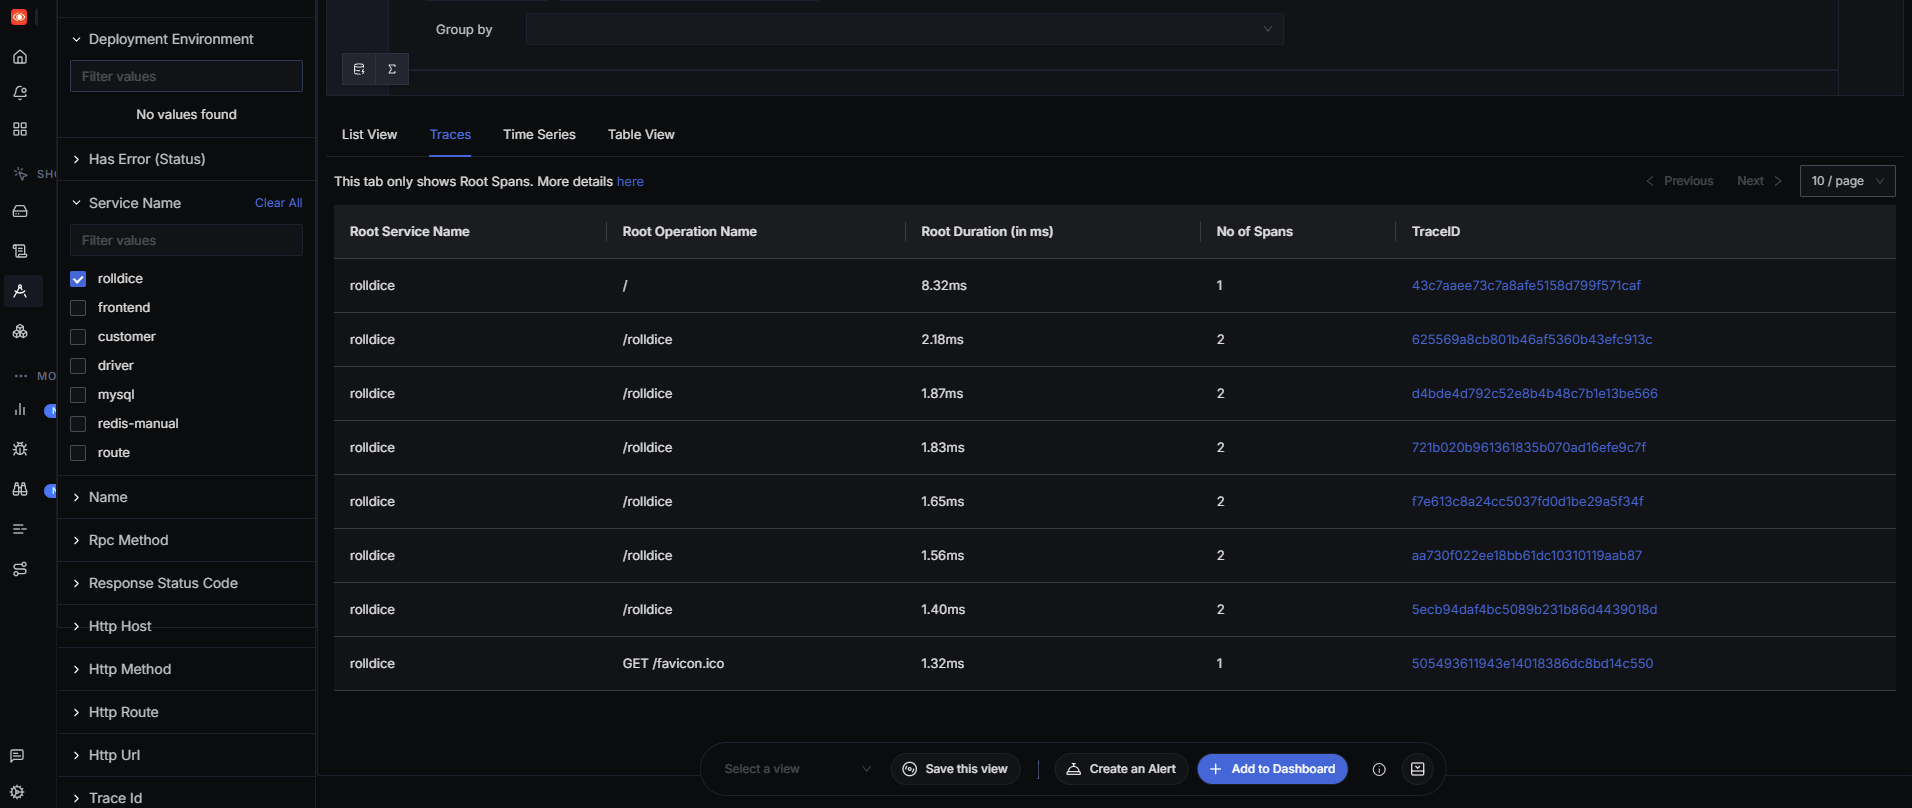 Deployment Environment
Filter values
No values found
Has Error (Status)
Service Name
Clear All
Filter values
rolldice
frontend
customer
driver
mysql
redis-manual
route
Name
Rpc Method
Response Status Code
Http Host
Http Method
Http Route
Http Url
Trace Id
Group by
List View
Traces
Time Series
Table View
This tab only shows Root Spans. More details here
Previous
Next
10 / page
Root Service Name Root Operation Name Root Duration (in ms) No of Spans TraceID
rolldice / 8.32ms 1 43c7aaee73c7a8afe5158d799f571caf
rolldice /rolldice 2.18ms 2 625569a8cb801b46af5360b43efc913c
rolldice /rolldice 1.87ms 2 d4bde4d792c52e8b4b48c7b1e13be566
rolldice /rolldice 1.83ms 2 721b020b961361835b070ad16efe9c7f
rolldice /rolldice 1.65ms 2 f7e613c8a24cc5037fd0d1be29a5f34f
rolldice /rolldice 1.56ms 2 aa730f022ee18bb61dc10310119aab87
rolldice /rolldice 1.40ms 2 5ecb94daf4bc5089b231b86d4439018d
rolldice GET /favicon.ico 1.32ms 1 505493611943e14018386dc8bd14c550
Select a view
Save this view
Create an Alert
Add to Dashboard